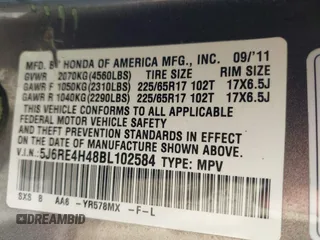 MFD. BY HONDA OF AMERICA MFG., INC. 09/'11
GVWR 2070KG(4560LBS) TIRE SIZE RIM SIZE
GAWR F 1050KG(2310LBS) 225/65R17 102T 17X6.5J
GAWR R 1040KG(2290LBS) 225/65R17 102T 17X6.5J
THIS VEHICLE CONFORMS TO ALL APPLICABLE
FEDERAL MOTOR VEHICLE SAFETY AND
THEFT PREVENTION STANDARDS IN EFFECT ON
THE DATE OF MANUFACTURE SHOWN ABOVE.
V.I.N.: 5J6RE4H48BL102584 TYPE: MPV
SXS B AA8 -YR578MX -F-L
AUTOBIDMASTER